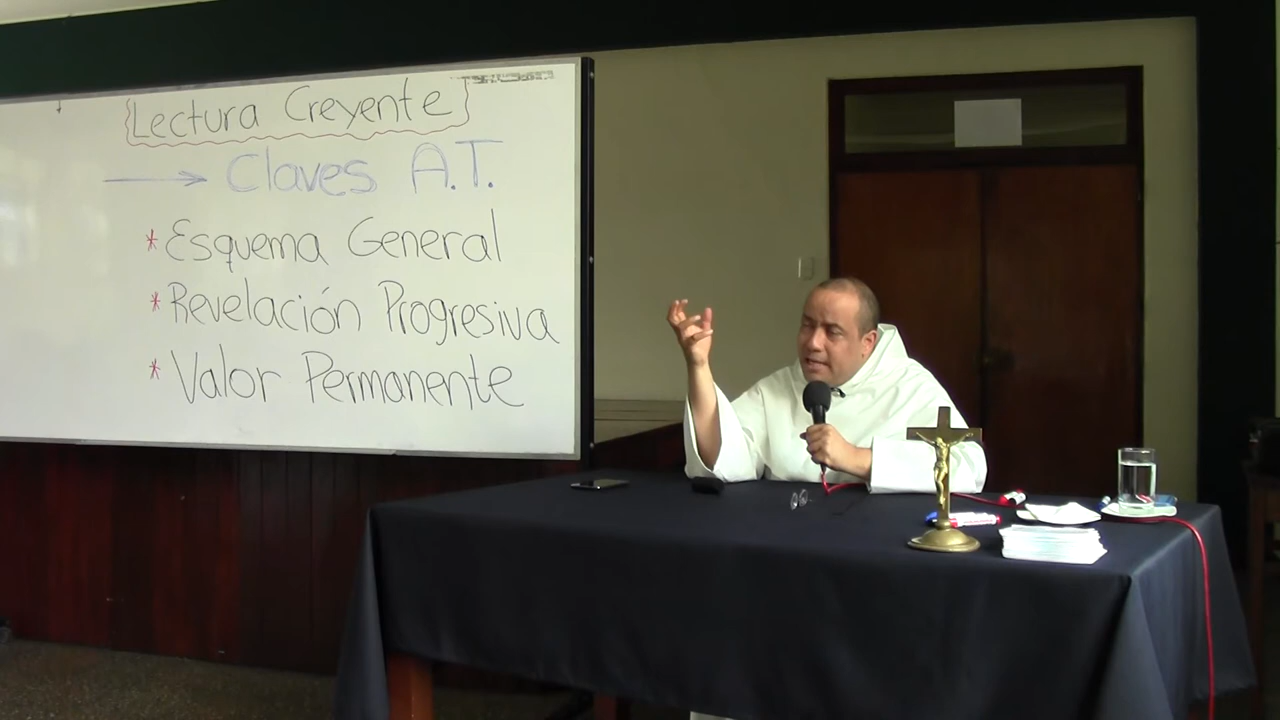 Lectura Creyente
→ Claves A.T.
* Esquema General
* Revelación Progresiva
* Valor Permanente